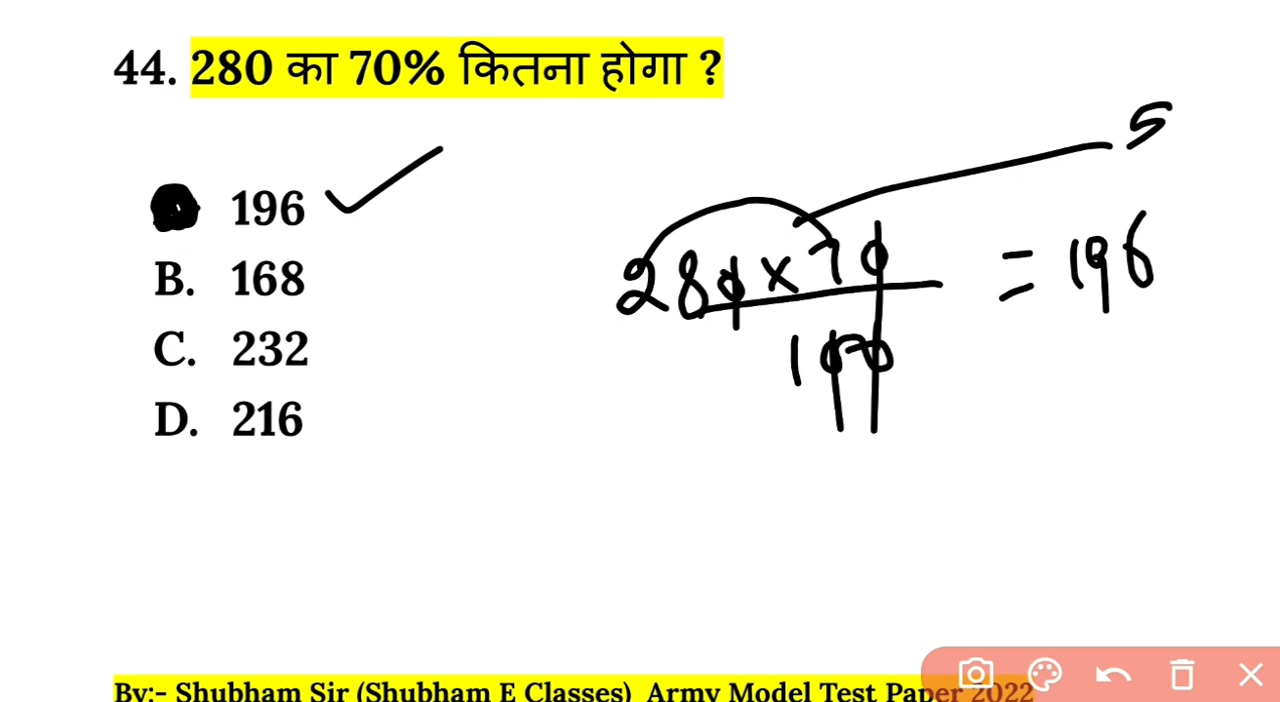 44. 280 का 70% कितना होगा ?
5
196
280 x 70 = 196
100
B. 168
C. 232
D. 216
By:- Shubham Sir (Shubham E Classes) Army Model Test Paper 2022